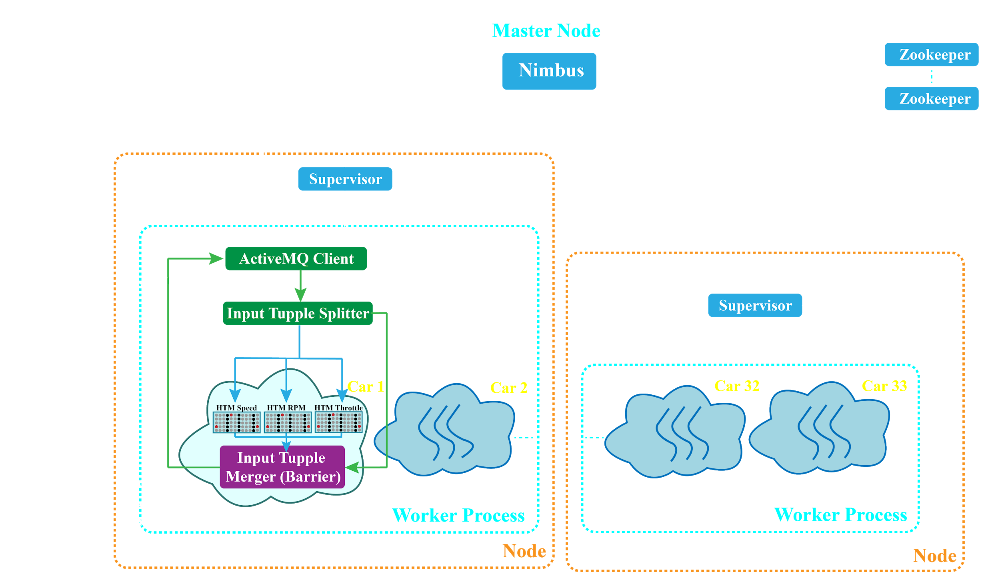 Master Node
Nimbus
Zookeeper
Zookeeper
Supervisor
ActiveMQ Client
Input Tupple Splitter
Supervisor
Car 1
Car 2
Car 32
Car 33
HTM Speed
HTM RPM
HTM Throttle
Input Tupple
Merger (Barrier)
Worker Process
Worker Process
Node
Node